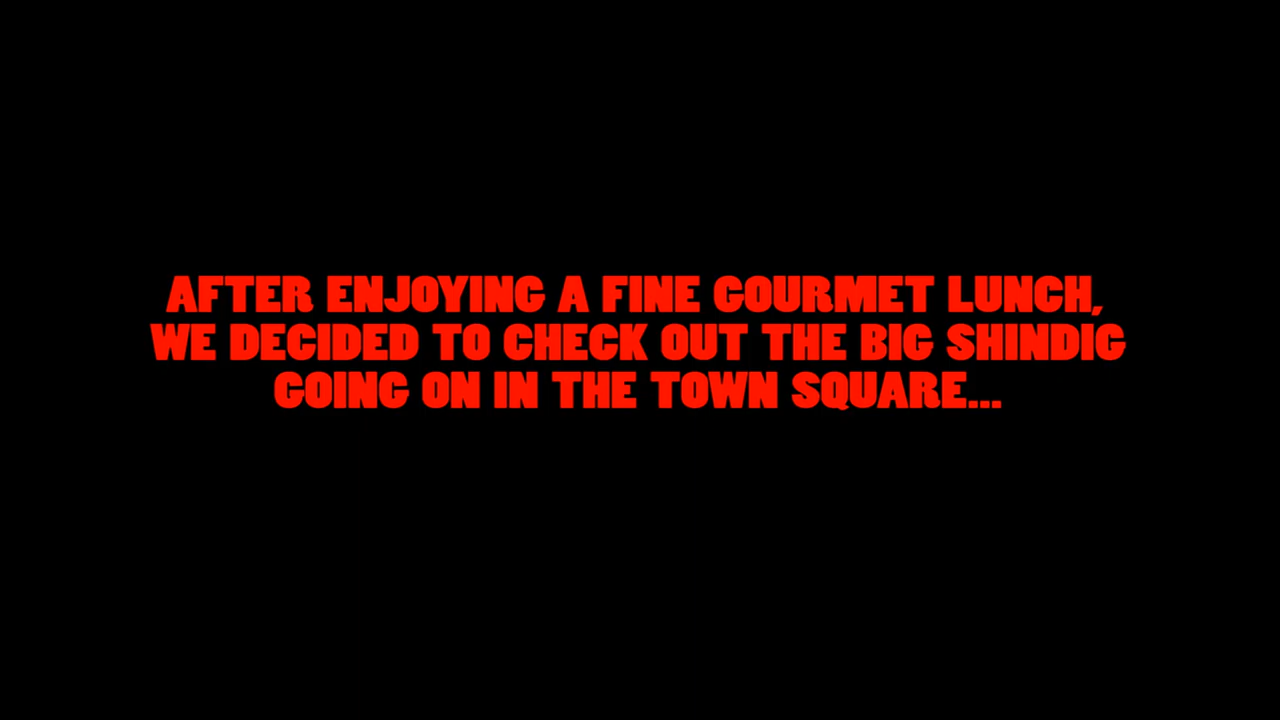 AFTER ENJOYING A FINE GOURMET LUNCH,
WE DECIDED TO CHECK OUT THE BIG SHINDIG
GOING ON IN THE TOWN SQUARE...